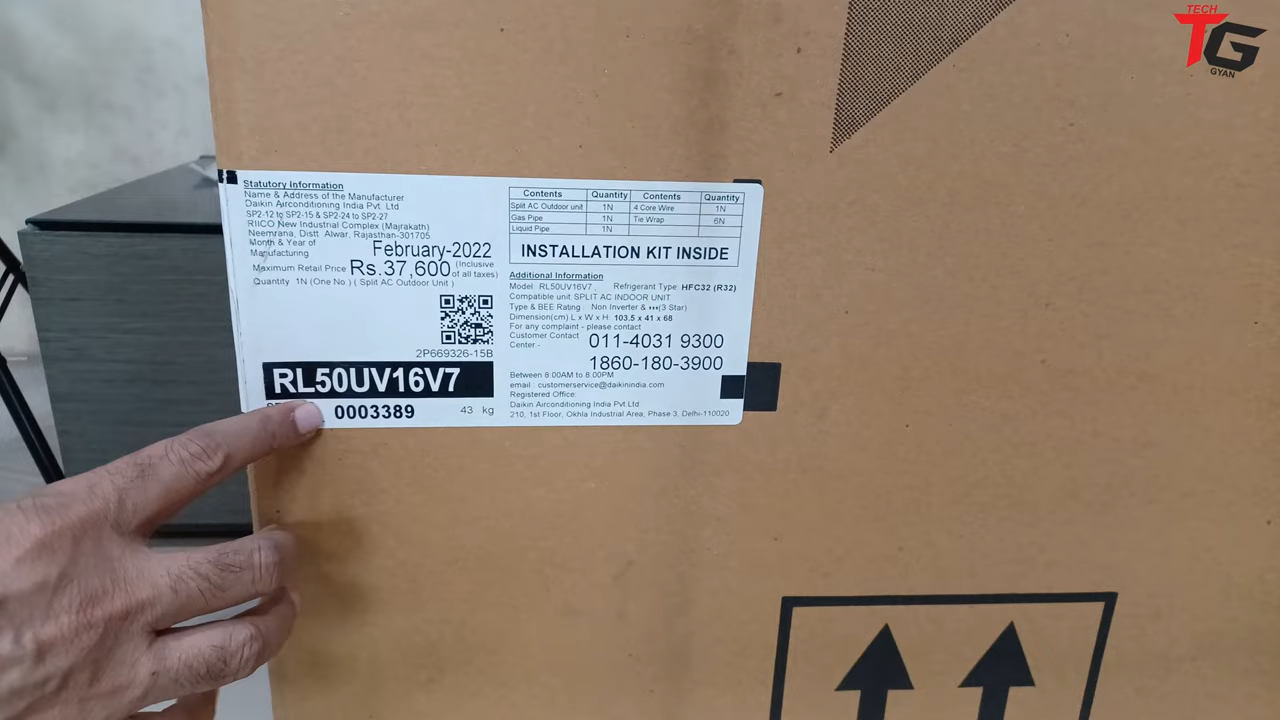 TECH
TG
GYAN
Statutory Information
Name & Address of the Manufacturer
Daikin Airconditioning India Pvt Ltd
SP2-12 to SP2-15 & SP2-24 to SP2-27
RIICO New Industrial Complex (Majrakath)
Neemrana, Distt Alwar, Rajasthan-301705
Month & Year of
Manufacturing February-2022
Maximum Retail Price Rs.37,600 (Inclusive of all taxes)
Quantity 1N (One No.) ( Split AC Outdoor Unit )
2P669326-15B
RL50UV16V7
0003389 43 kg
Contents Quantity Contents Quantity
Split AC Outdoor unit 1N 4 Core Wire 1N
Gas Pipe 1N Tie Wrap 6N
Liquid Pipe 1N
INSTALLATION KIT INSIDE
Additional Information
Model: RL50UV16V7 , Refrigerant Type: HFC32 (R32)
Compatible unit: SPLIT AC INDOOR UNIT
Type & BEE Rating : Non Inverter & ***(3 Star)
Dimension(cm) L x W x H: 103.5 x 41 x 68
For any complaint - please contact
Customer Contact
Center:- 011-4031 9300
1860-180-3900
Between 8:00AM to 8:00PM
email : customerservice@daikinindia.com
Registered Office:
Daikin Airconditioning India Pvt.Ltd.
210, 1st Floor, Okhla Industrial Area, Phase 3, Delhi-110020